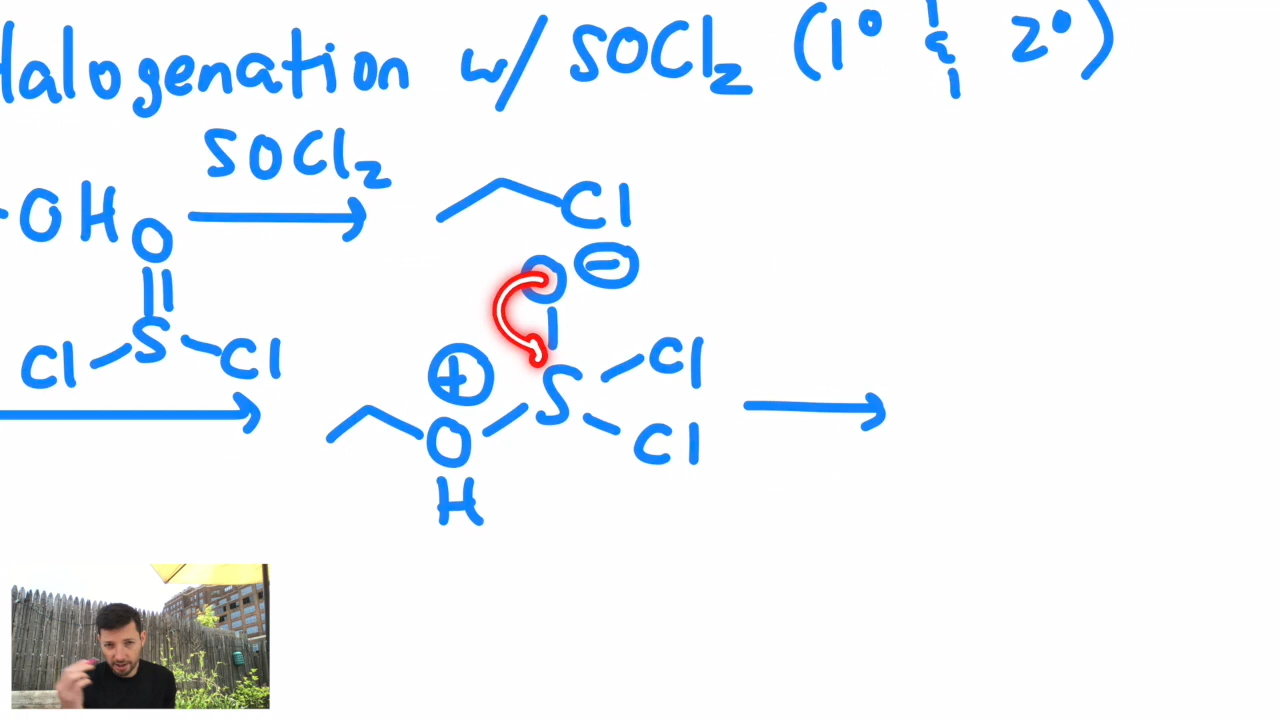 Halogenation w/ SOCl₂ (1° & 2°)
SOCl₂
OH
Cl
O
S
Cl
Cl
O ⊖
⊕
S
Cl
O
Cl
H